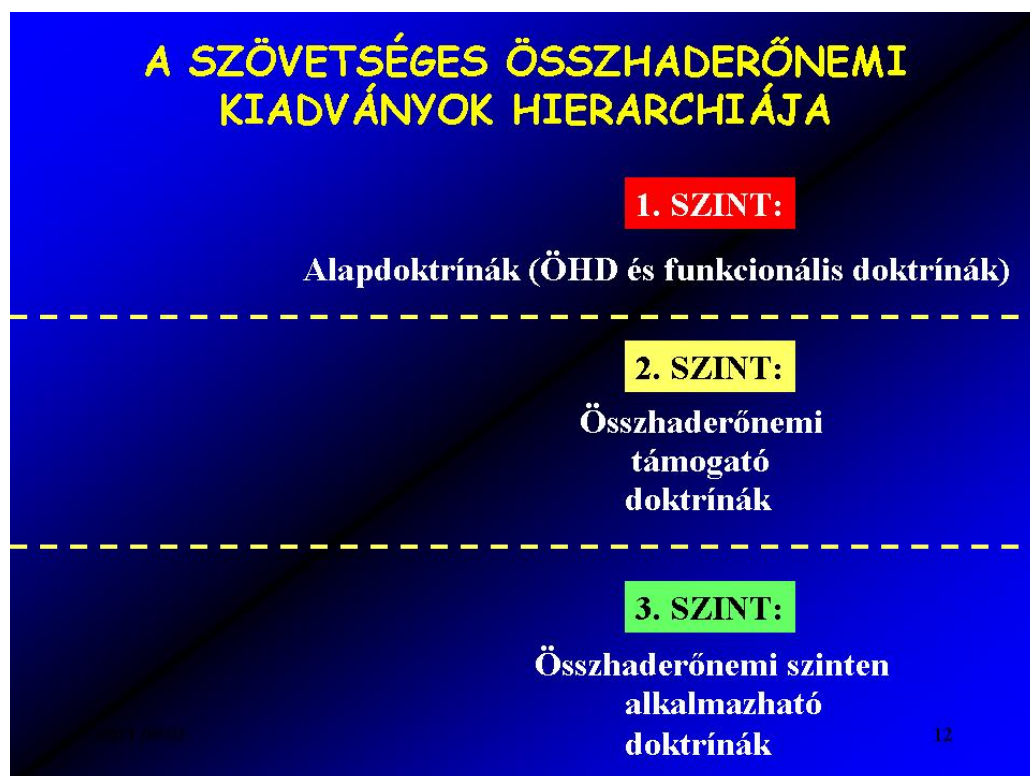 A SZÖVETSÉGES ÖSSZHADERŐNEMI
KIADVÁNYOK HIERARCHIÁJA
1. SZINT:
Alapdoktrínák (ÖHD és funkcionális doktrínák)
2. SZINT:
Összhaderőnemi
támogató
doktrínák
3. SZINT:
Összhaderőnemi szinten
alkalmazható
doktrínák
12